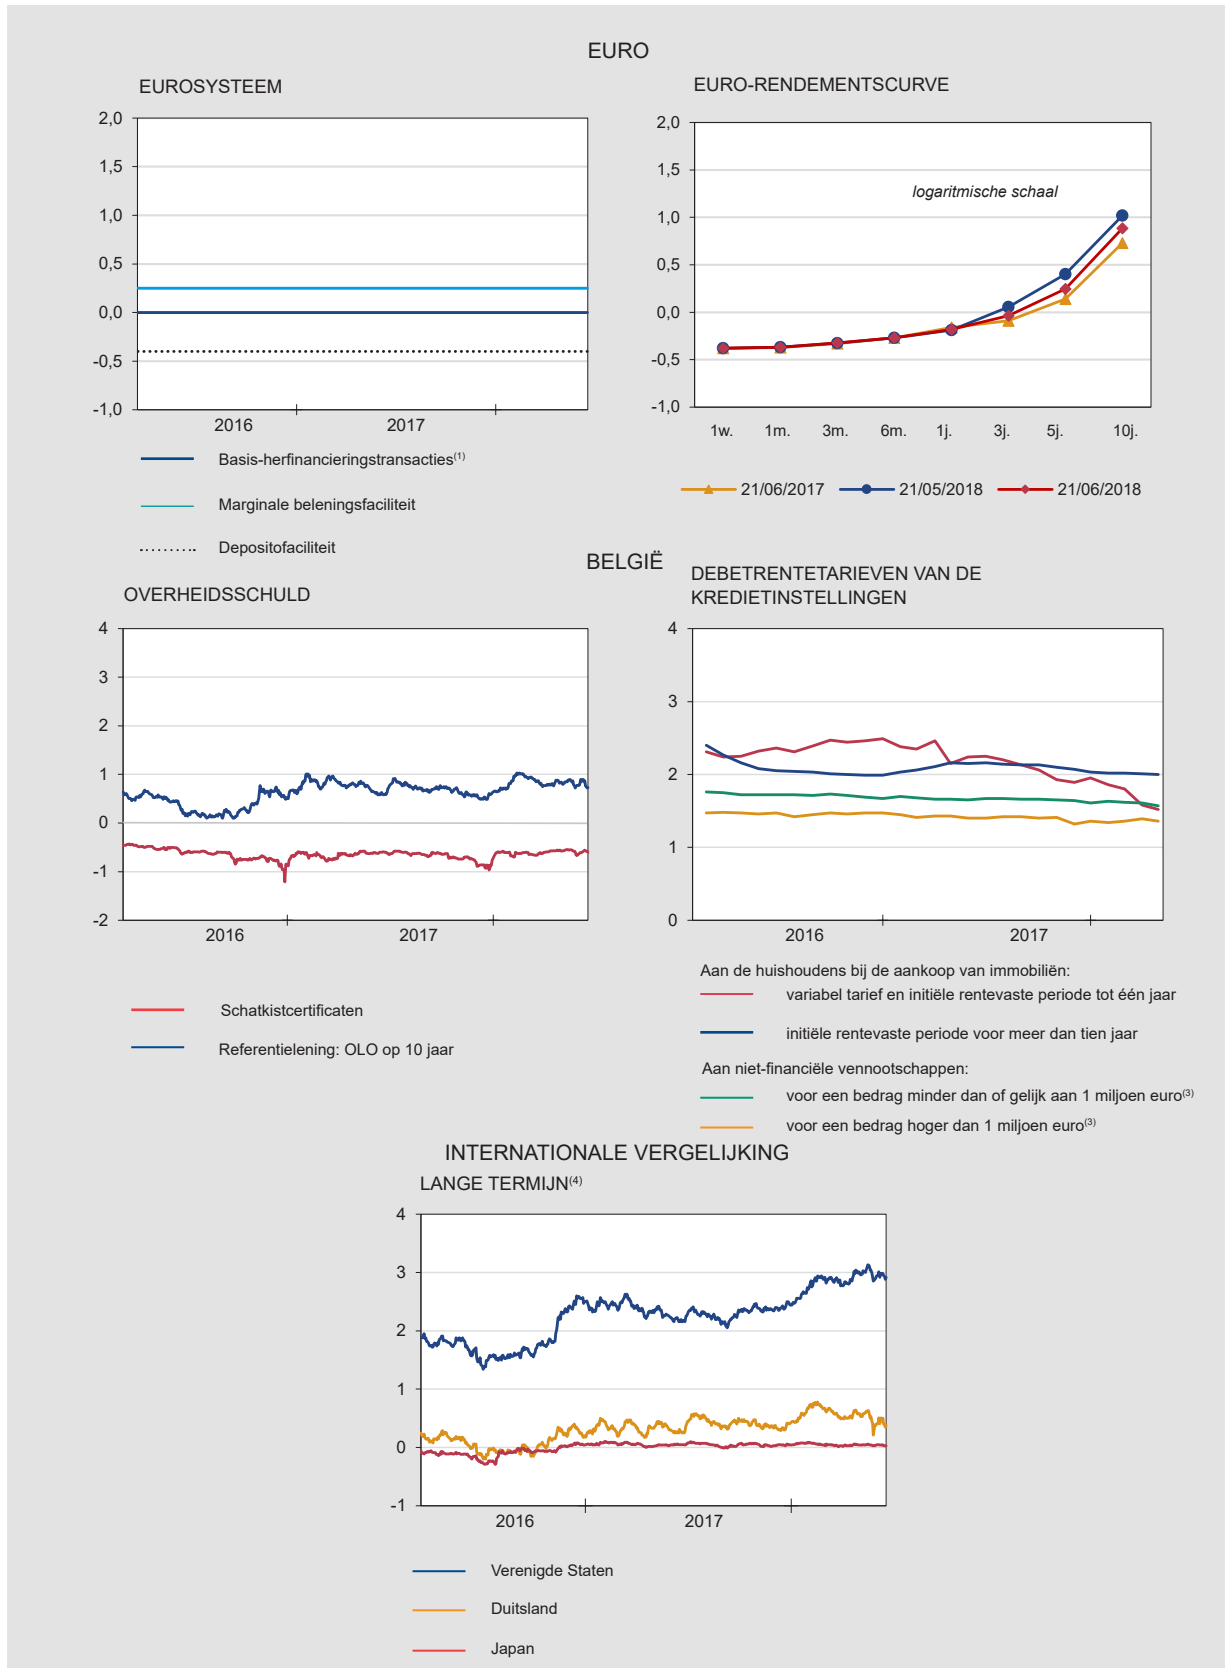 EURO
EUROSYSTEEM
2,0
1,5
1,0
0,5
0,0
-0,5
-1,0
2016 2017
Basis-herfinancieringstransacties(1)
Marginale beleningsfaciliteit
Depositofaciliteit
EURO-RENDEMENTSCURVE
2,0
1,5
1,0
0,5
0,0
-0,5
-1,0
logaritmische schaal
1w. 1m. 3m. 6m. 1j. 3j. 5j. 10j.
21/06/2017 21/05/2018 21/06/2018
BELGIË
OVERHEIDSSCHULD
4
3
2
1
0
-1
-2
2016 2017
Schatkistcertificaten
Referentielening: OLO op 10 jaar
DEBETRENTETARIEVEN VAN DE
KREDIETINSTELLINGEN
4
3
2
1
0
2016 2017
Aan de huishoudens bij de aankoop van immobiliën:
variabel tarief en initiële rentevaste periode tot één jaar
initiële rentevaste periode voor meer dan tien jaar
Aan niet-financiële vennootschappen:
voor een bedrag minder dan of gelijk aan 1 miljoen euro(3)
voor een bedrag hoger dan 1 miljoen euro(3)
INTERNATIONALE VERGELIJKING
LANGE TERMIJN(4)
4
3
2
1
0
-1
2016 2017
Verenigde Staten
Duitsland
Japan